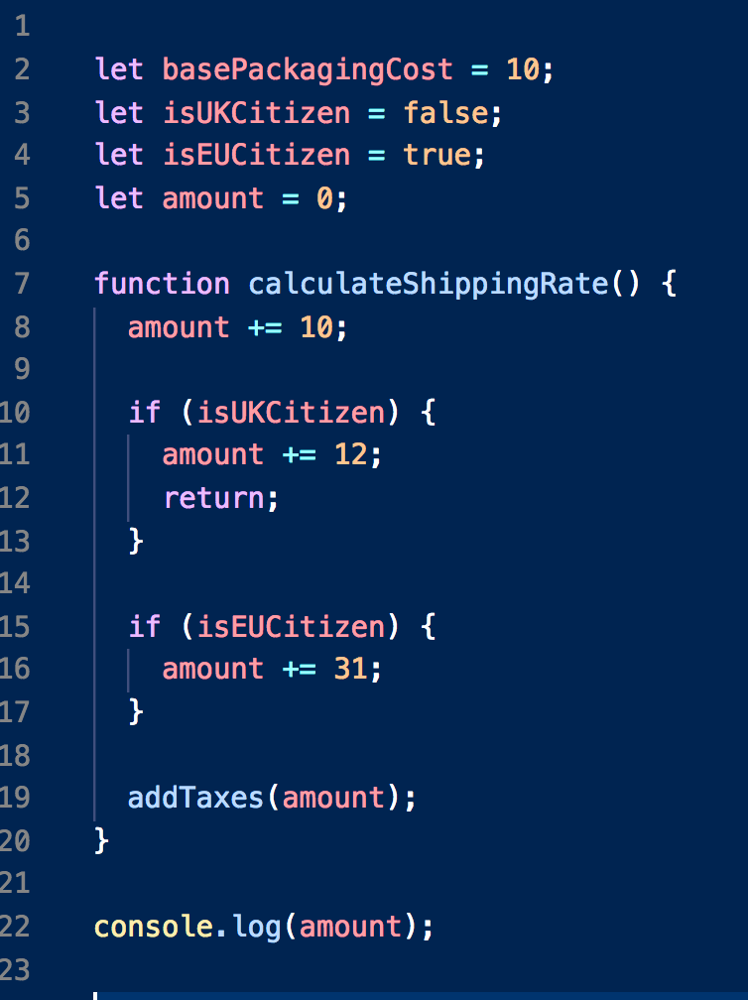 1
2 let basePackagingCost = 10;
3 let isUKCitizen = false;
4 let isEUCitizen = true;
5 let amount = 0;
6
7 function calculateShippingRate() {
8   amount += 10;
9
10   if (isUKCitizen) {
11     amount += 12;
12     return;
13   }
14
15   if (isEUCitizen) {
16     amount += 31;
17   }
18
19   addTaxes(amount);
20 }
21
22 console.log(amount);
23